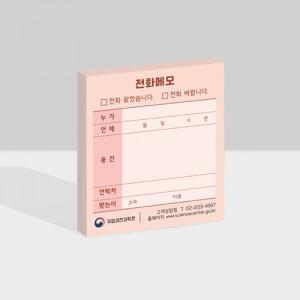 전화메모
전화 왔었습니다. 전화 바랍니다.
누 가
언 제 월 일 시 분
용 건
연락처
받는이 소속 이름
국립과천과학관 고객상담팀 T. 02-2123-4567
홈페이지 www.sciencecenter.go.kr